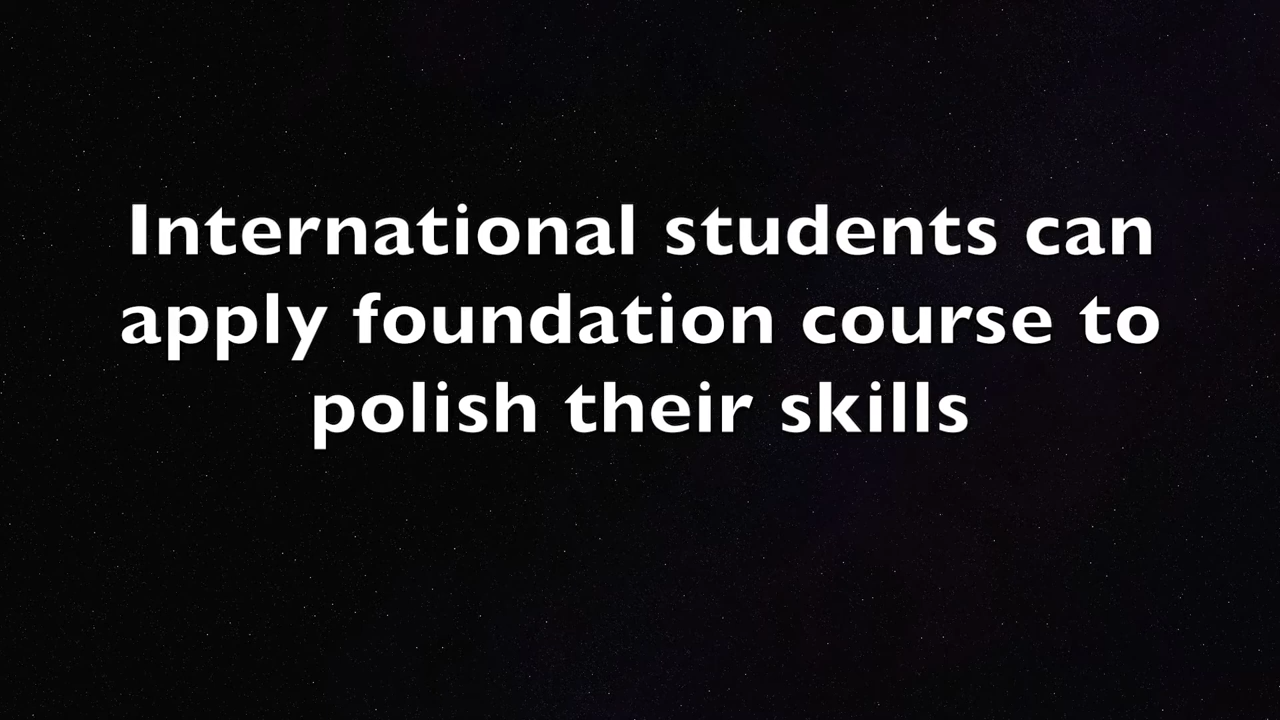 International students can
apply foundation course to
polish their skills